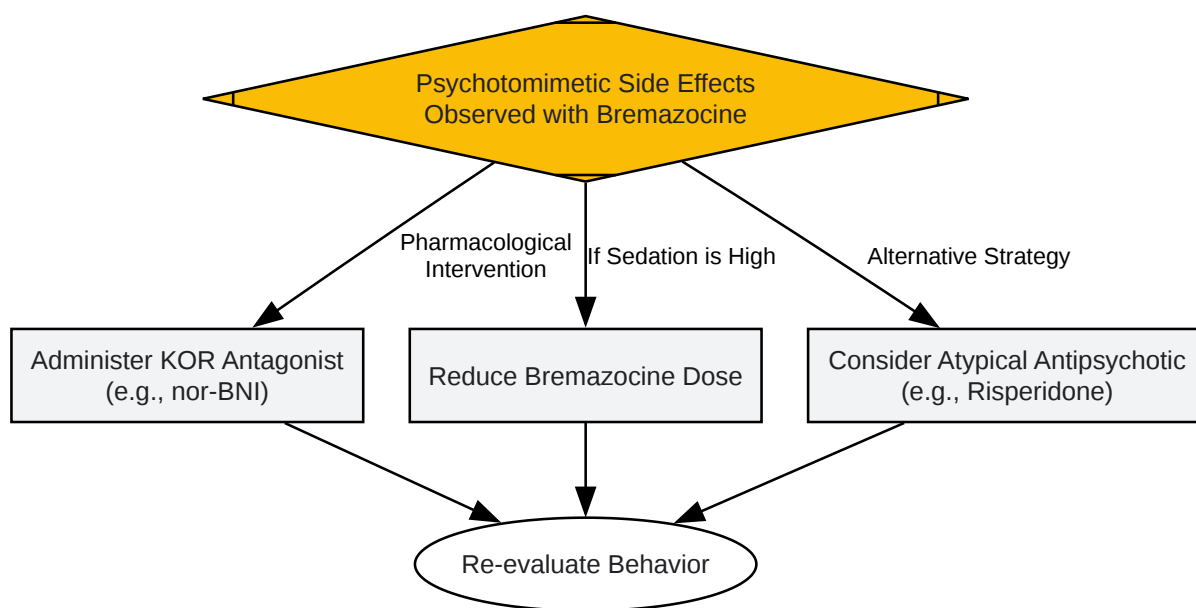 Psychotomimetic Side Effects
Observed with Bremazocine
Pharmacological
Intervention
If Sedation is High
Alternative Strategy
Administer KOR Antagonist
(e.g., nor-BNI)
Reduce Bremazocine Dose
Consider Atypical Antipsychotic
(e.g., Risperidone)
Re-evaluate Behavior